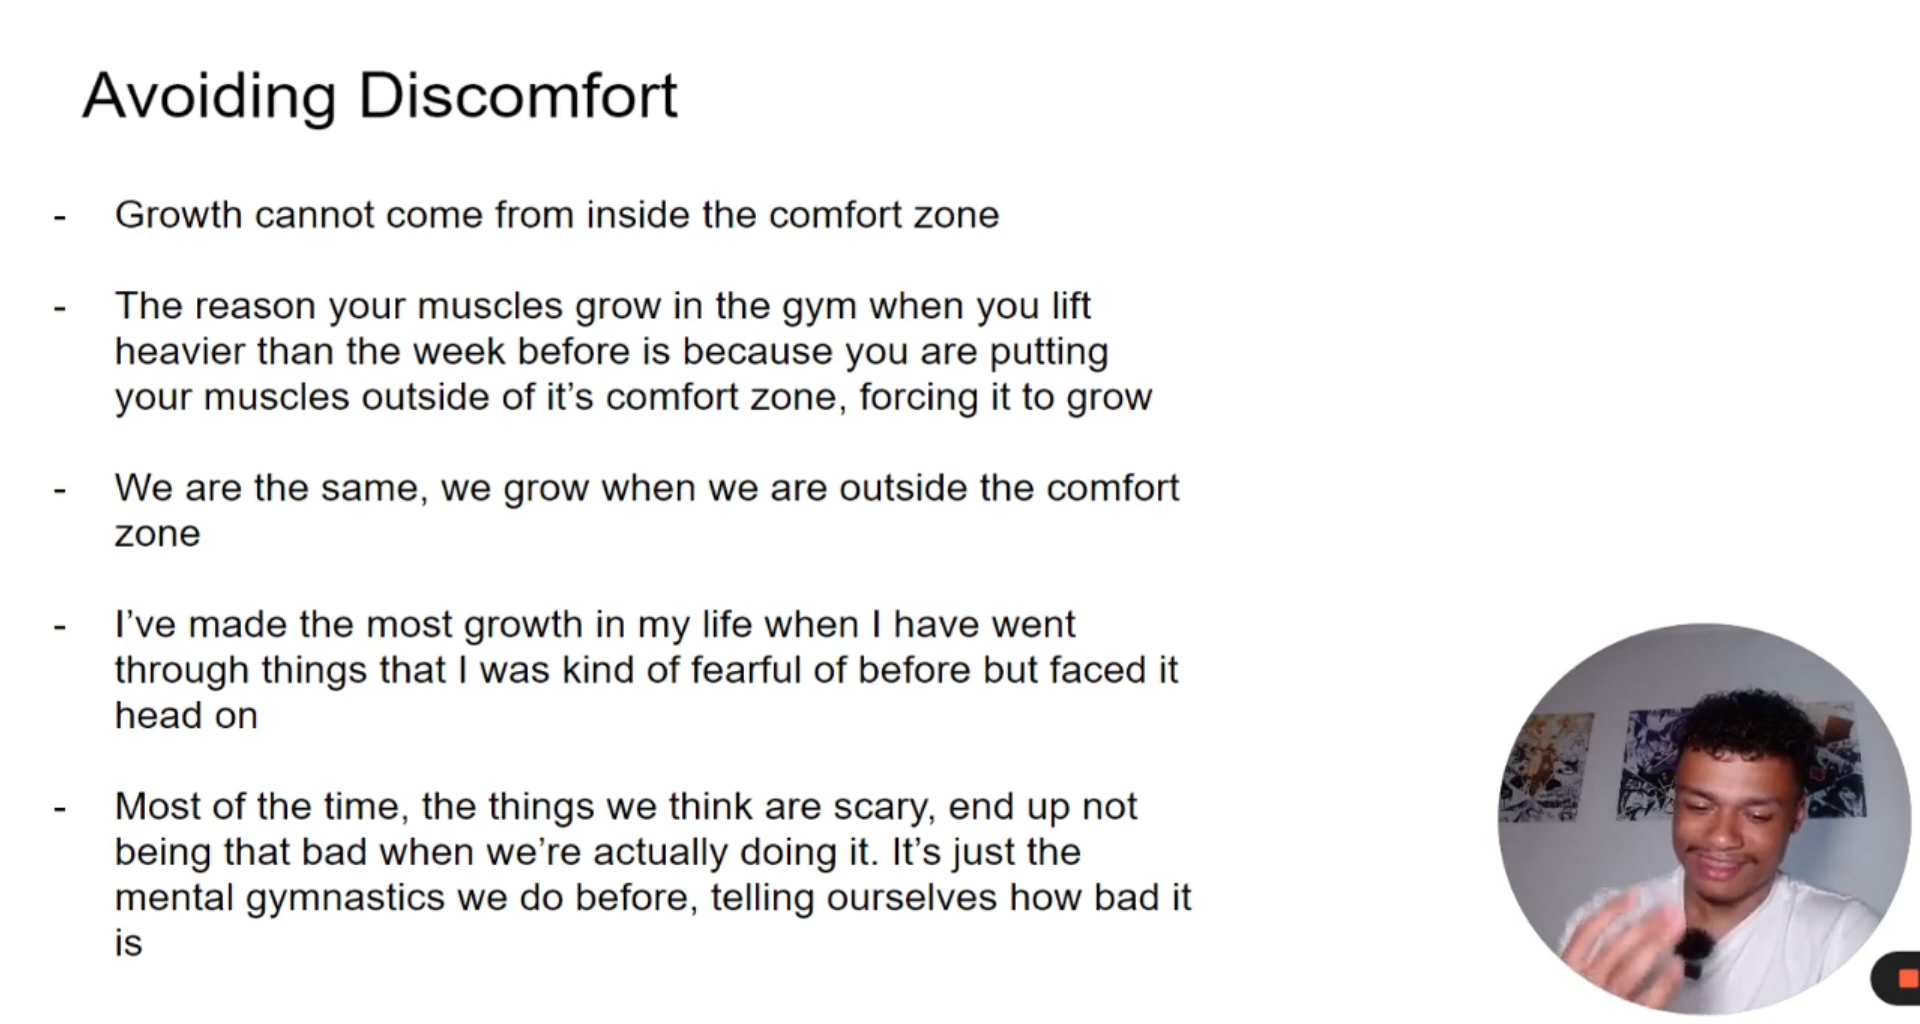 Avoiding Discomfort
- Growth cannot come from inside the comfort zone
- The reason your muscles grow in the gym when you lift
heavier than the week before is because you are putting
your muscles outside of it’s comfort zone, forcing it to grow
- We are the same, we grow when we are outside the comfort
zone
- I’ve made the most growth in my life when I have went
through things that I was kind of fearful of before but faced it
head on
- Most of the time, the things we think are scary, end up not
being that bad when we’re actually doing it. It’s just the
mental gymnastics we do before, telling ourselves how bad it
is